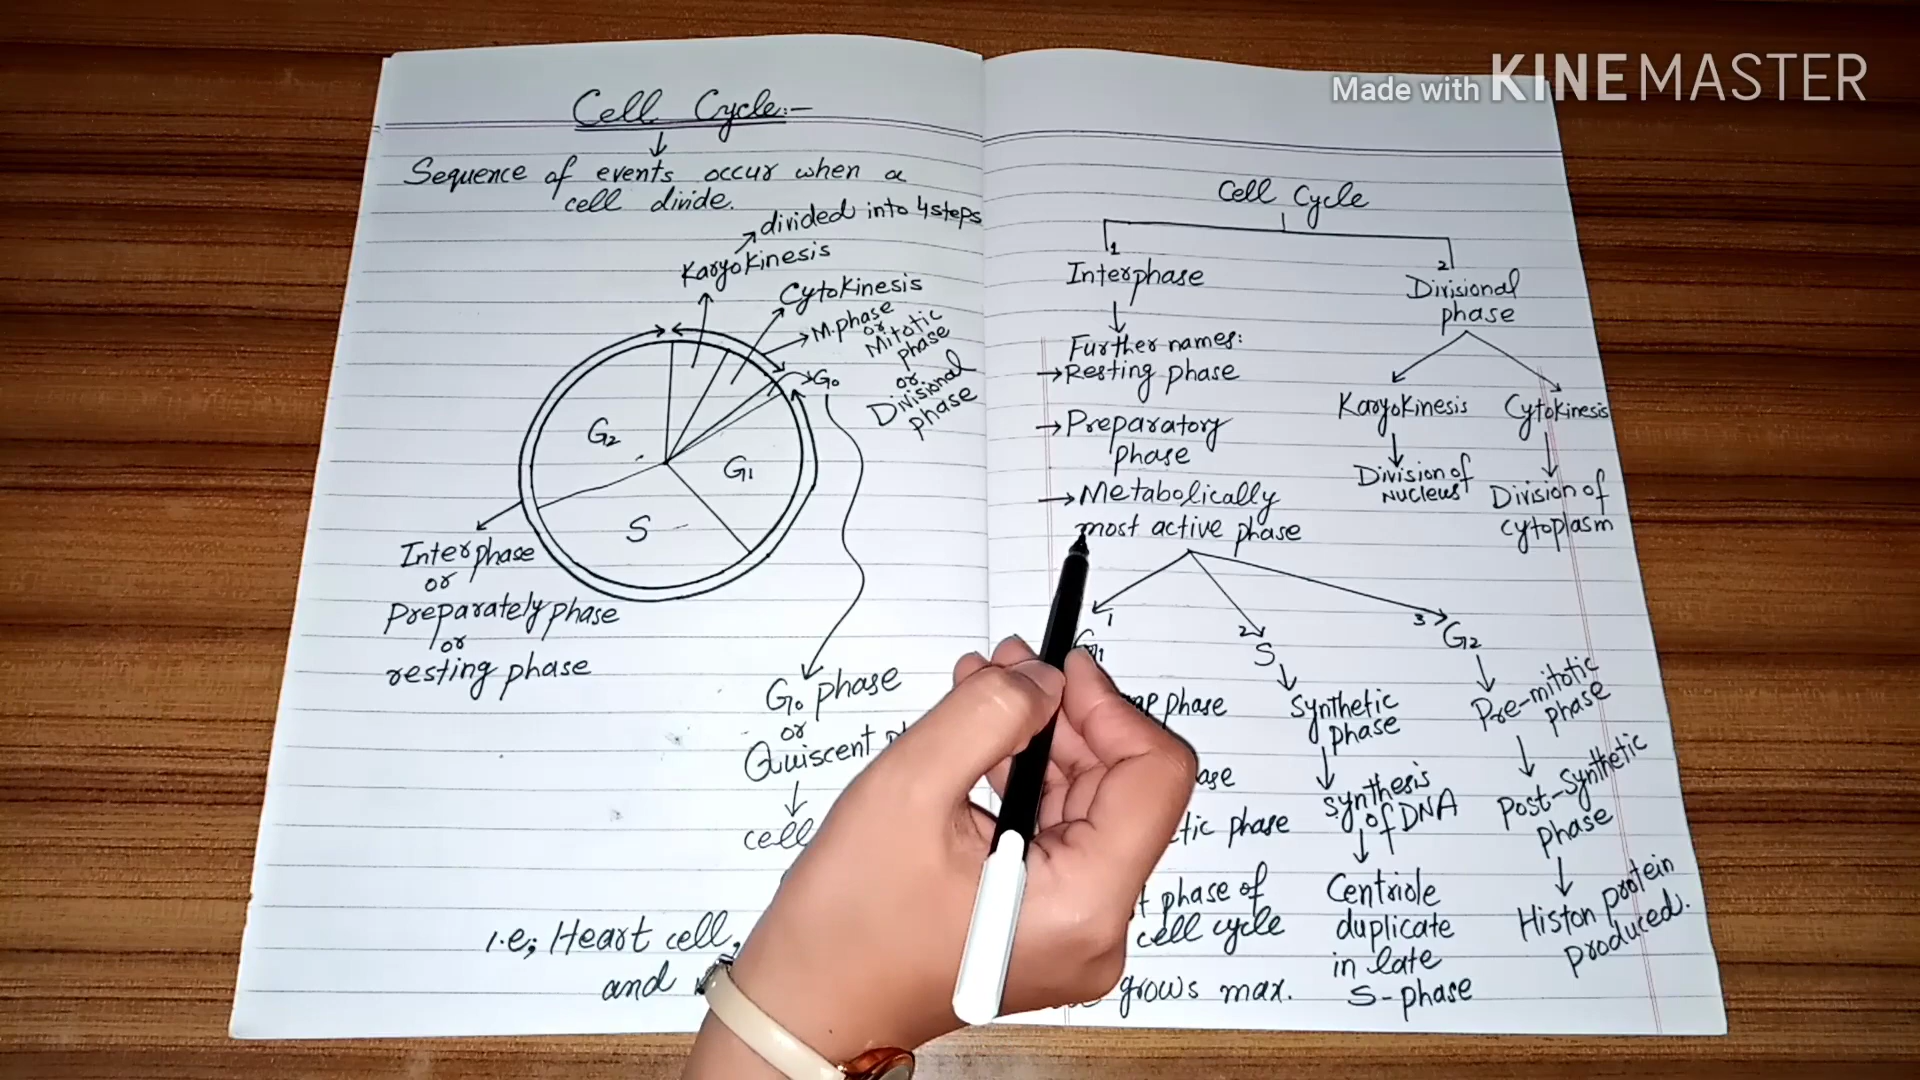 Made with KINEMASTER
Cell Cycle:-
Sequence of events occur when a
cell divide.
divided into 4 steps
Karyokinesis
Cytokinesis
M.phase
or
Mitotic
phase
or
Divisional
phase
G₀
G₂
G₁
S
Interphase
or
Preparately phase
or
resting phase
G₀ phase
or
Quiscent
cell
i.e; Heart cell,
and
Cell Cycle
1
Interphase
Further names:
Resting phase
Preparatory
phase
Metabolically
most active phase
2
Divisional
phase
Karyokinesis
Division of
nucleus
Cytokinesis
Division of
cytoplasm
1
G₁
phase
phase
phase of
cell cycle
grows max.
2
S
Synthetic
phase
Synthesis
of DNA
Centriole
duplicate
in late
S-phase
3
G₂
Pre-mitotic
phase
Post-Synthetic
phase
Histon protein
produced.